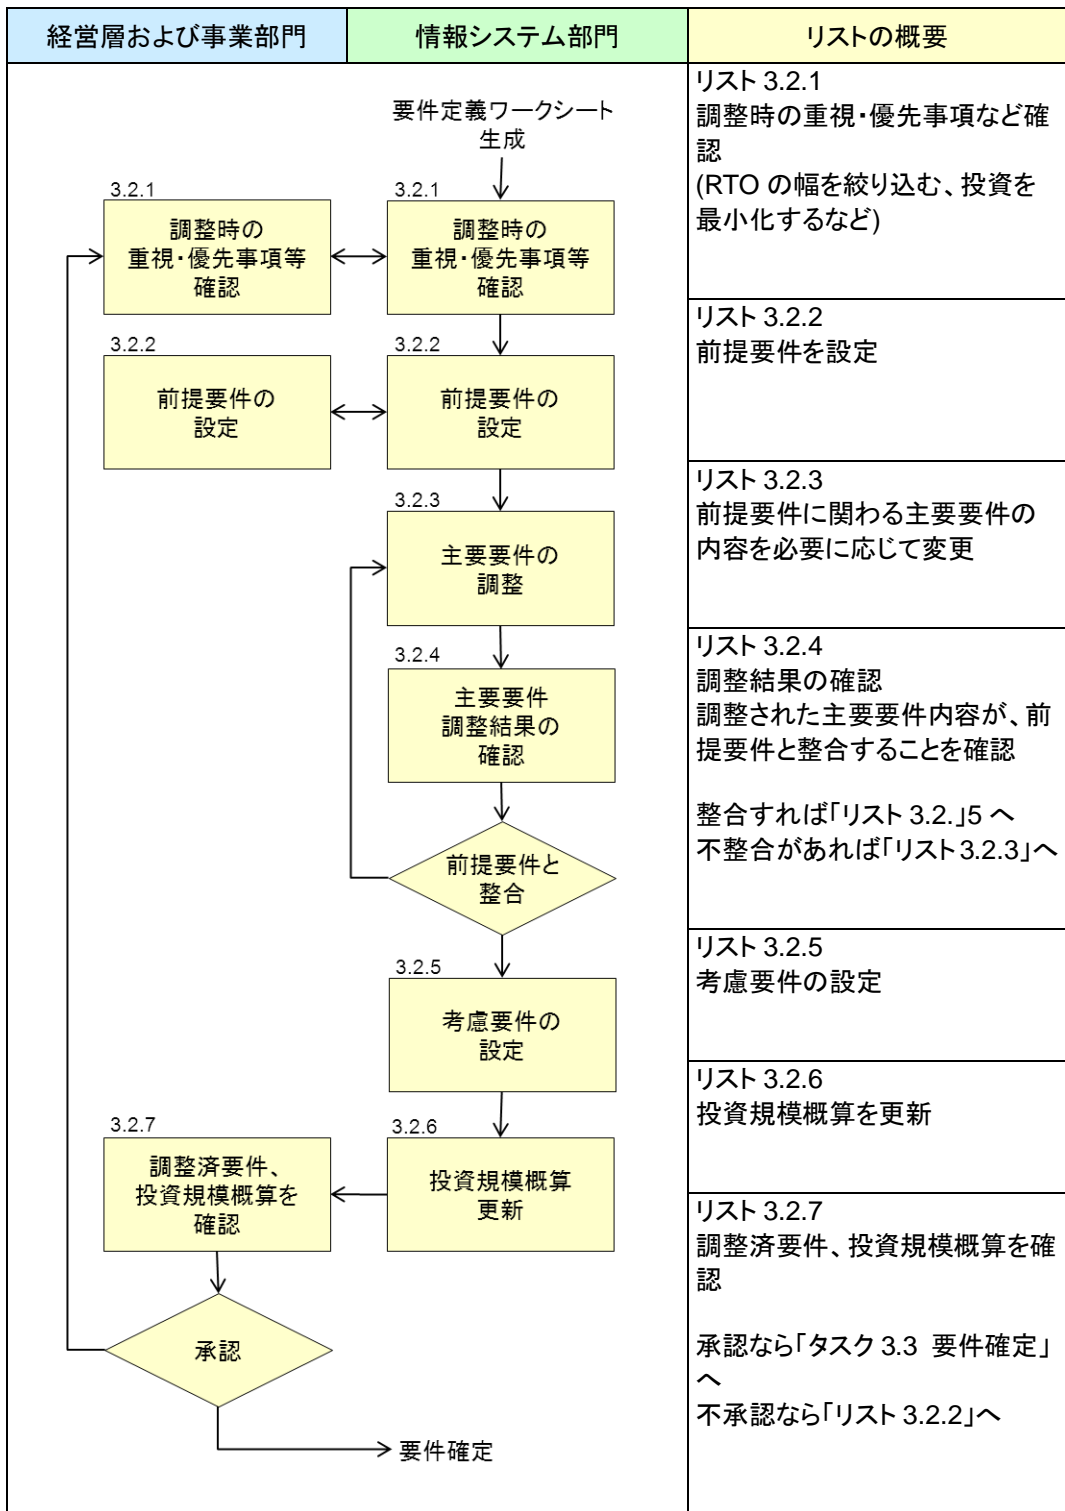 経営層および事業部門
情報システム部門
リストの概要
要件定義ワークシート
生成
3.2.1
調整時の
重視・優先事項等
確認
3.2.1
調整時の
重視・優先事項等
確認
3.2.2
前提要件の
設定
3.2.2
前提要件の
設定
3.2.3
主要要件の
調整
3.2.4
主要要件
調整結果の
確認
前提要件と
整合
3.2.5
考慮要件の
設定
3.2.7
調整済要件、
投資規模概算を
確認
3.2.6
投資規模概算
更新
承認
要件確定
リスト 3.2.1
調整時の重視・優先事項など確
認
(RTO の幅を絞り込む、投資を
最小化するなど)
リスト 3.2.2
前提要件を設定
リスト 3.2.3
前提要件に関わる主要要件の
内容を必要に応じて変更
リスト 3.2.4
調整結果の確認
調整された主要要件内容が、前
提要件と整合することを確認
整合すれば「リスト 3.2.」5 へ
不整合があれば「リスト 3.2.3」へ
リスト 3.2.5
考慮要件の設定
リスト 3.2.6
投資規模概算を更新
リスト 3.2.7
調整済要件、投資規模概算を確
認
承認なら「タスク 3.3 要件確定」
へ
不承認なら「リスト 3.2.2」へ